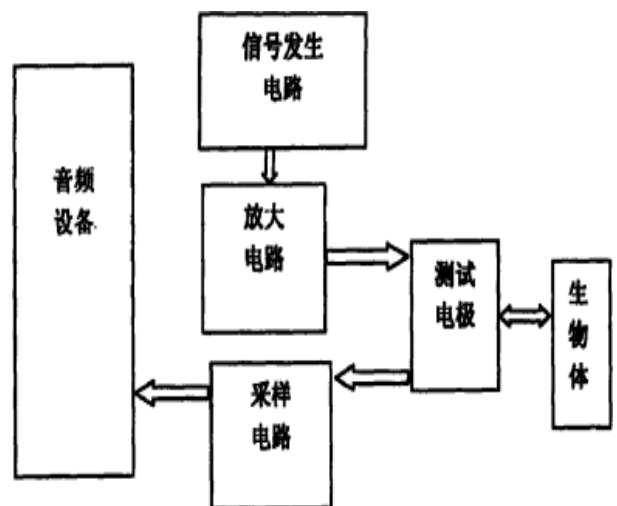 信号发生
电路
音频
设备
放大
电路
测试
电极
生
物
体
采样
电路